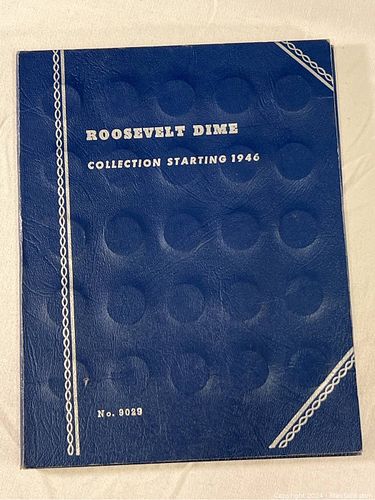 ROOSEVELT DIME
COLLECTION STARTING 1946
No. 9029